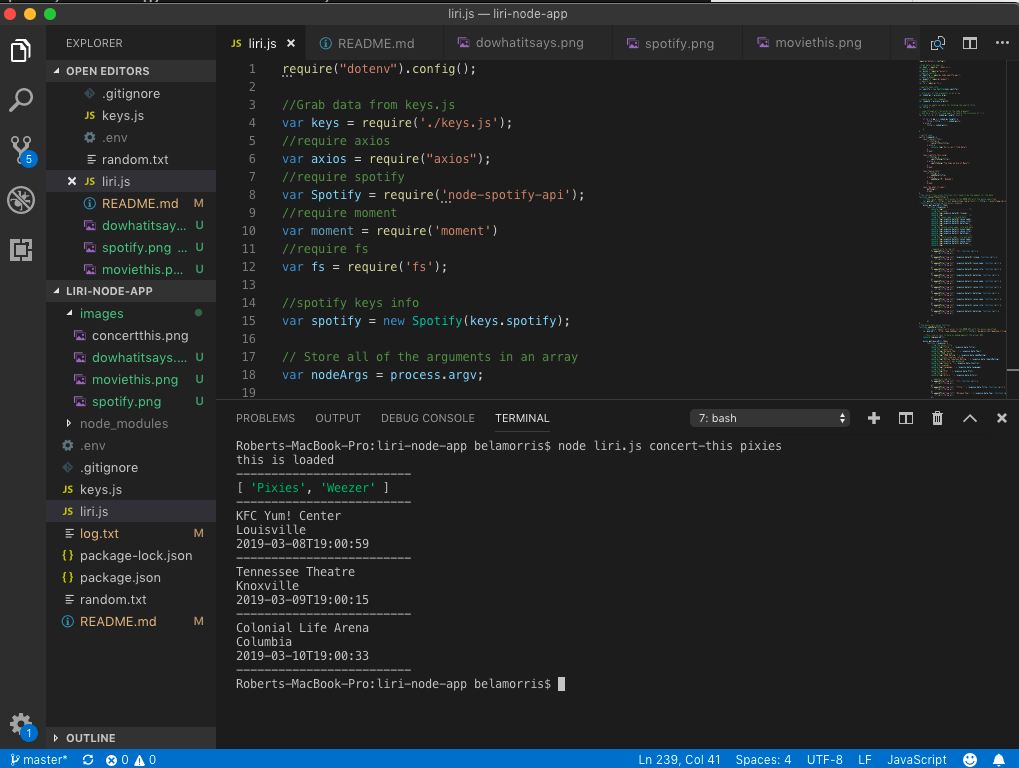 liri.js — liri-node-app
EXPLORER
OPEN EDITORS
.gitignore
JS keys.js
.env
random.txt
JS liri.js
README.md M
dowhatitsay... U
spotify.png ... U
moviethis.p... U
LIRI-NODE-APP
images
concertthis.png
dowhatitsays.... U
moviethis.png U
spotify.png U
node_modules
.env
.gitignore
JS keys.js
JS liri.js
log.txt M
{} package-lock.json
{} package.json
random.txt
README.md M
OUTLINE
5
1
JS liri.js
README.md
dowhatitsays.png
spotify.png
moviethis.png
1 require("dotenv").config();
2
3 //Grab data from keys.js
4 var keys = require('./keys.js');
5 //require axios
6 var axios = require("axios");
7 //require spotify
8 var Spotify = require('node-spotify-api');
9 //require moment
10 var moment = require('moment')
11 //require fs
12 var fs = require('fs');
13
14 //spotify keys info
15 var spotify = new Spotify(keys.spotify);
16
17 // Store all of the arguments in an array
18 var nodeArgs = process.argv;
19
PROBLEMS OUTPUT DEBUG CONSOLE TERMINAL 7: bash
Roberts-MacBook-Pro:liri-node-app belamorris$ node liri.js concert-this pixies
this is loaded
-------------------------
[ 'Pixies', 'Weezer' ]
-------------------------
KFC Yum! Center
Louisville
2019-03-08T19:00:59
-------------------------
Tennessee Theatre
Knoxville
2019-03-09T19:00:15
-------------------------
Colonial Life Arena
Columbia
2019-03-10T19:00:33
-------------------------
Roberts-MacBook-Pro:liri-node-app belamorris$
master* 0 0 Ln 239, Col 41 Spaces: 4 UTF-8 LF JavaScript